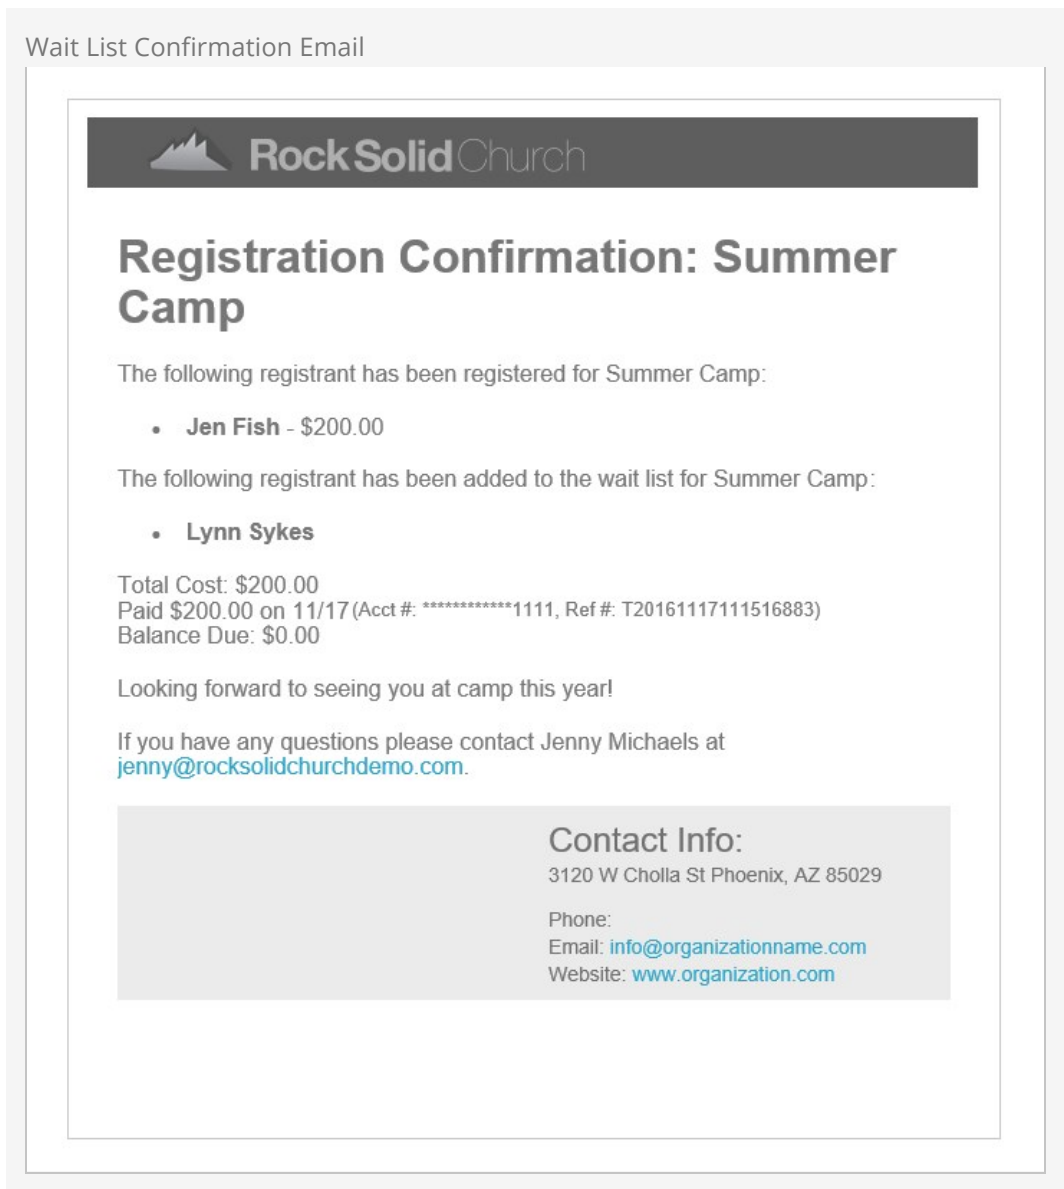 Wait List Confirmation Email
Rock Solid Church
Registration Confirmation: Summer
Camp
The following registrant has been registered for Summer Camp:
• Jen Fish - $200.00
The following registrant has been added to the wait list for Summer Camp:
• Lynn Sykes
Total Cost: $200.00
Paid $200.00 on 11/17 (Acct #: ************1111, Ref #: T20161117111516883)
Balance Due: $0.00
Looking forward to seeing you at camp this year!
If you have any questions please contact Jenny Michaels at
jenny@rocksolidchurchdemo.com.
Contact Info:
3120 W Cholla St Phoenix, AZ 85029
Phone:
Email: info@organizationname.com
Website: www.organization.com